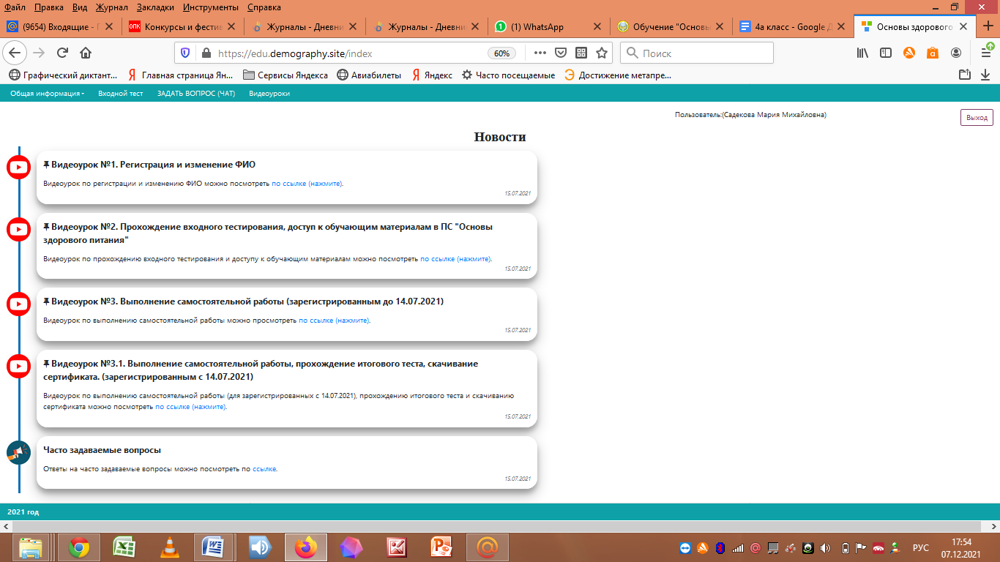 Файл Правка Вид Журнал Закладки Инструменты Справка
(9654) Входящие - П
Конкурсы и фестив
Журналы - Дневни
Журналы - Дневни
(1) WhatsApp
Обучение "Основы
4а класс - Google Д
Основы здорового
https://edu.demography.site/index
60%
Поиск
Графический диктант...
Главная страница Ян...
Сервисы Яндекса
Авиабилеты
Яндекс
Часто посещаемые
Достижение метапре...
Общая информация
Входной тест
ЗАДАТЬ ВОПРОС (ЧАТ)
Видеоуроки
Пользователь:(Садекова Мария Михайловна)
Выход
Новости
Видеоурок №1. Регистрация и изменение ФИО
Видеоурок по регистрации и изменению ФИО можно посмотреть по ссылке (нажмите).
15.07.2021
Видеоурок №2. Прохождение входного тестирования, доступ к обучающим материалам в ПС "Основы
здорового питания"
Видеоурок по прохождению входного тестирования и доступу к обучающим материалам можно посмотреть по ссылке (нажмите).
15.07.2021
Видеоурок №3. Выполнение самостоятельной работы (зарегистрированным до 14.07.2021)
Видеоурок по выполнению самостоятельной работы можно просмотреть по ссылке (нажмите).
15.07.2021
Видеоурок №3.1. Выполнение самостоятельной работы, прохождение итогового теста, скачивание
сертификата. (зарегистрированным с 14.07.2021)
Видеоурок по выполнению самостоятельной работы (для зарегистрированных с 14.07.2021), прохождению итогового теста и скачиванию
сертификата можно посмотреть по ссылке (нажмите).
15.07.2021
Часто задаваемые вопросы
Ответы на часто задаваемые вопросы можно посмотреть по ссылке.
15.07.2021
2021 год
РУС
17:54
07.12.2021